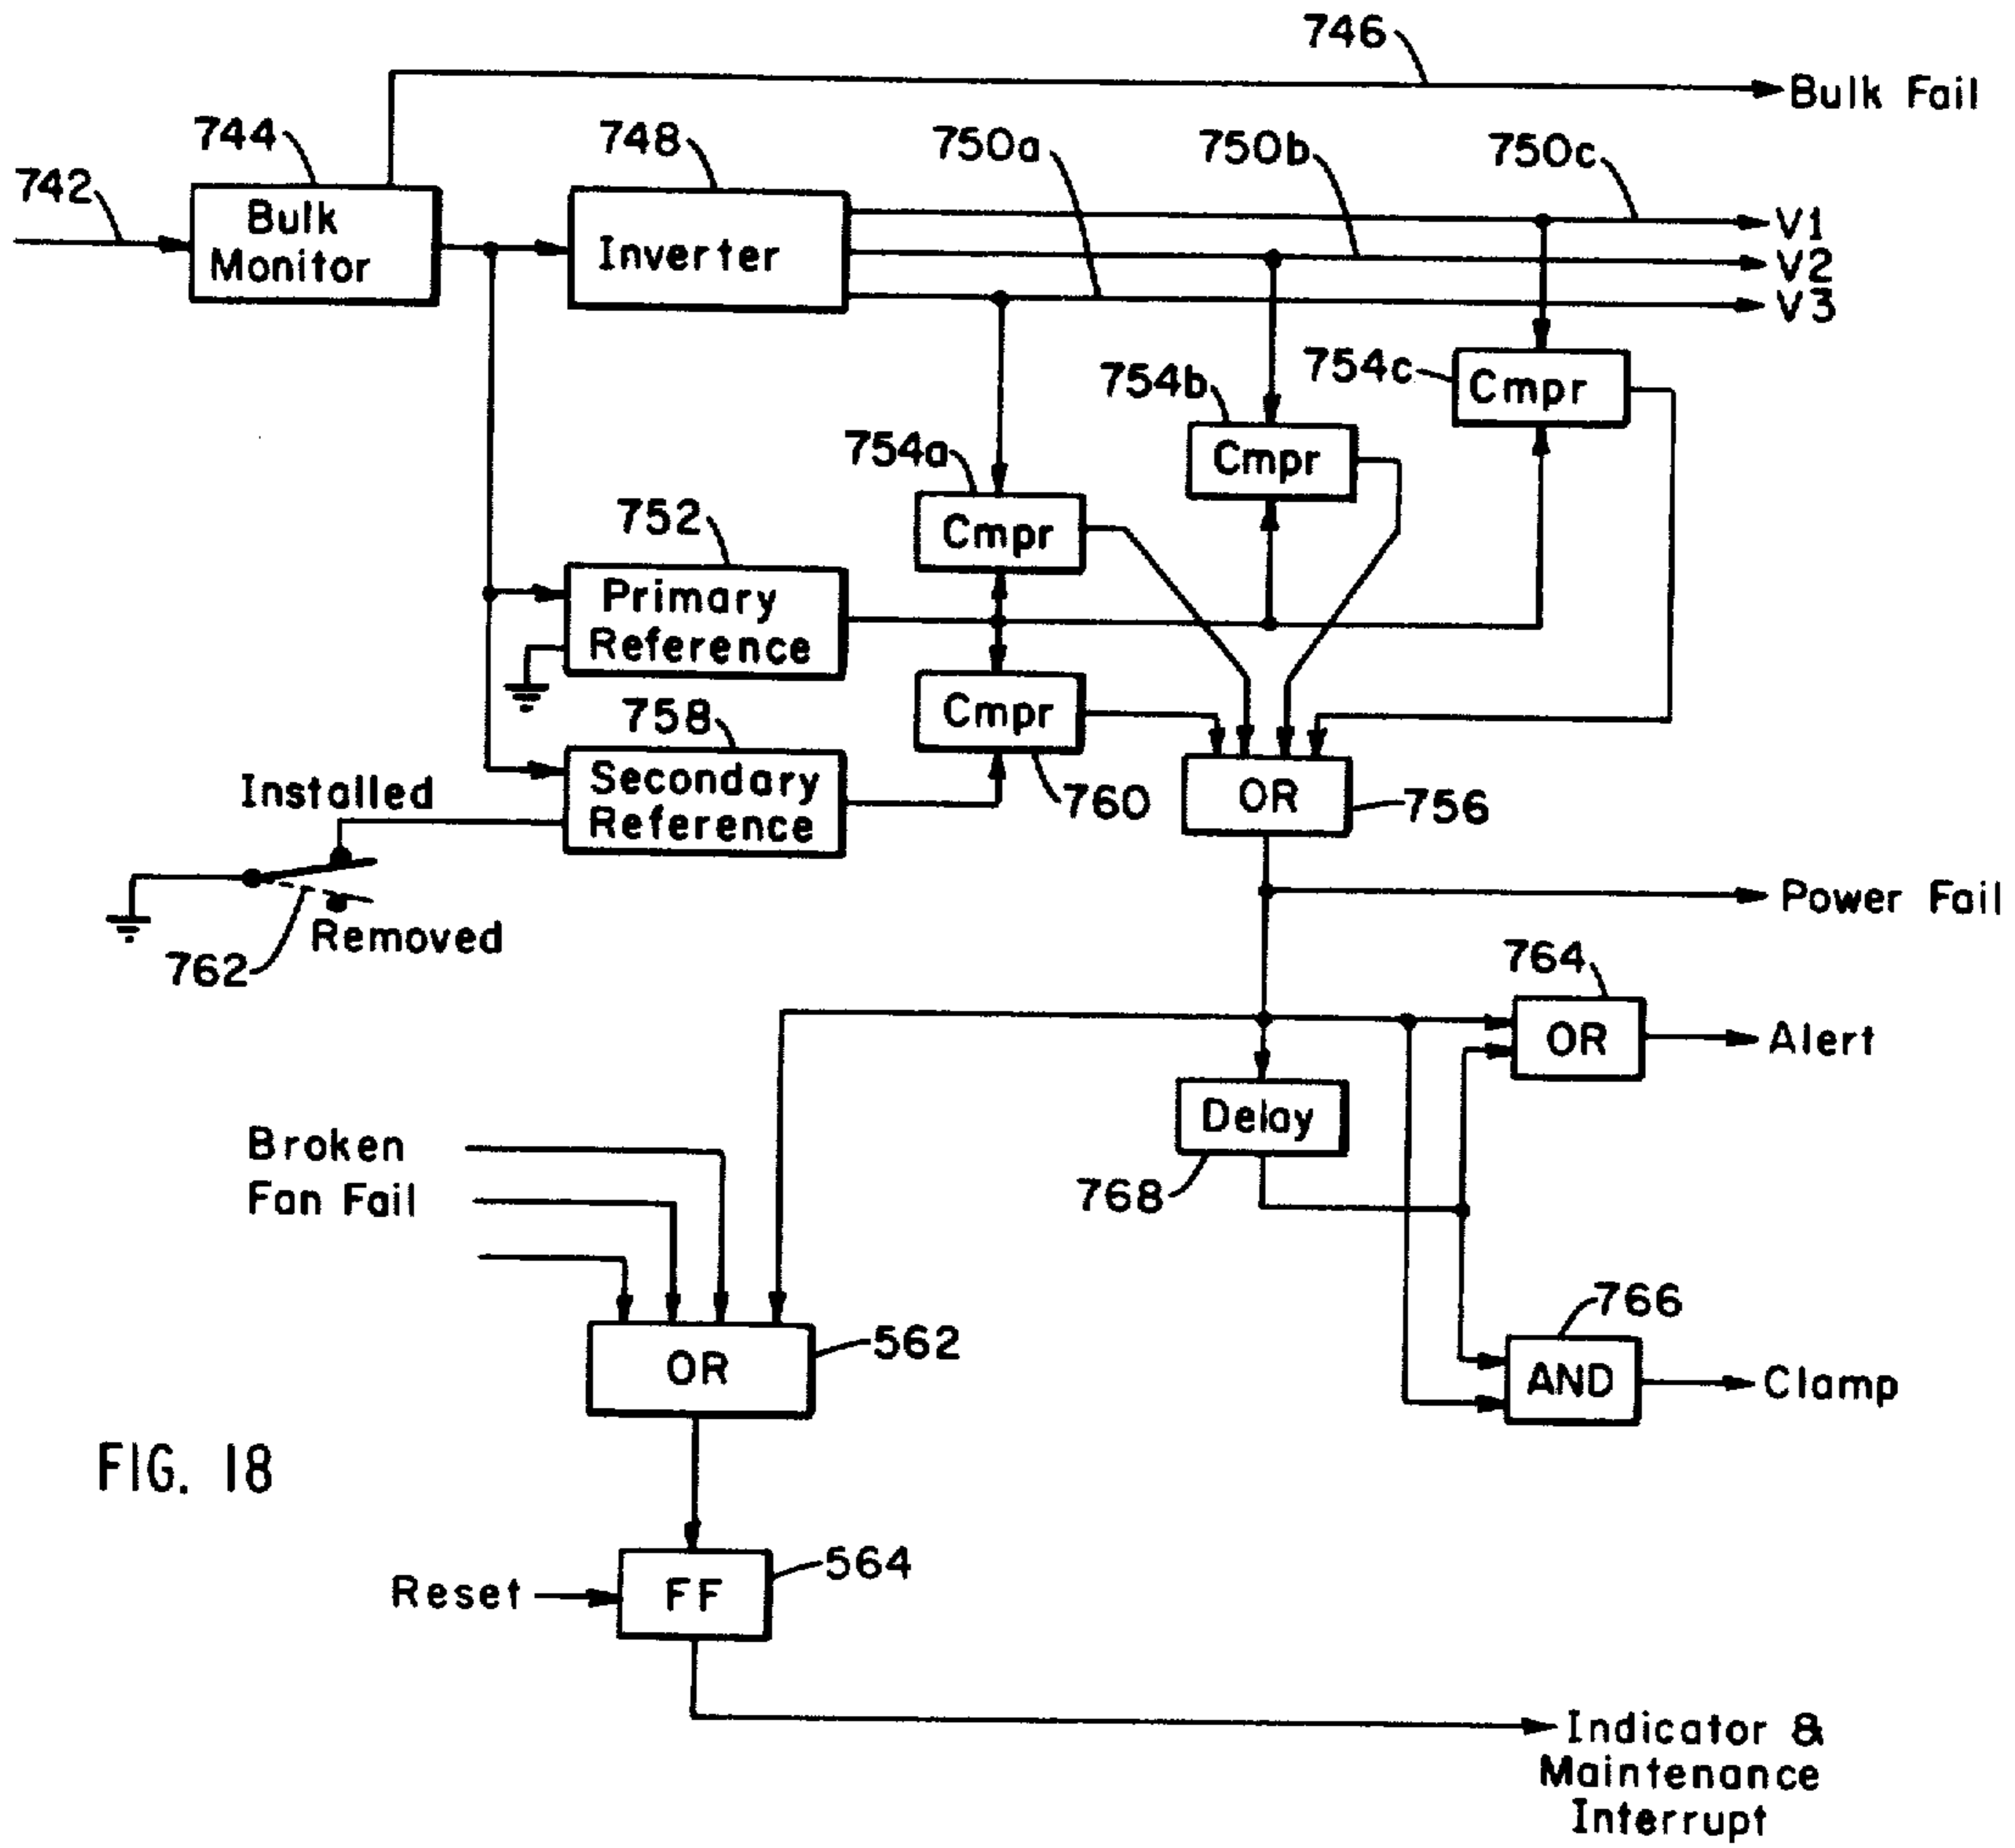 746
Bulk Fail
744
748
750a
750b
750c
742
Bulk
Monitor
Inverter
V1
V2
V3
754c
Cmpr
754b
Cmpr
754a
Cmpr
752
Primary
Reference
758
Cmpr
760
Secondary
Reference
Installed
OR
756
Removed
762
Power Fail
764
OR
Alert
Delay
768
Broken
Fan Fail
766
AND
Clamp
OR
562
FIG. 18
Reset
FF
564
Indicator &
Maintenance
Interrupt